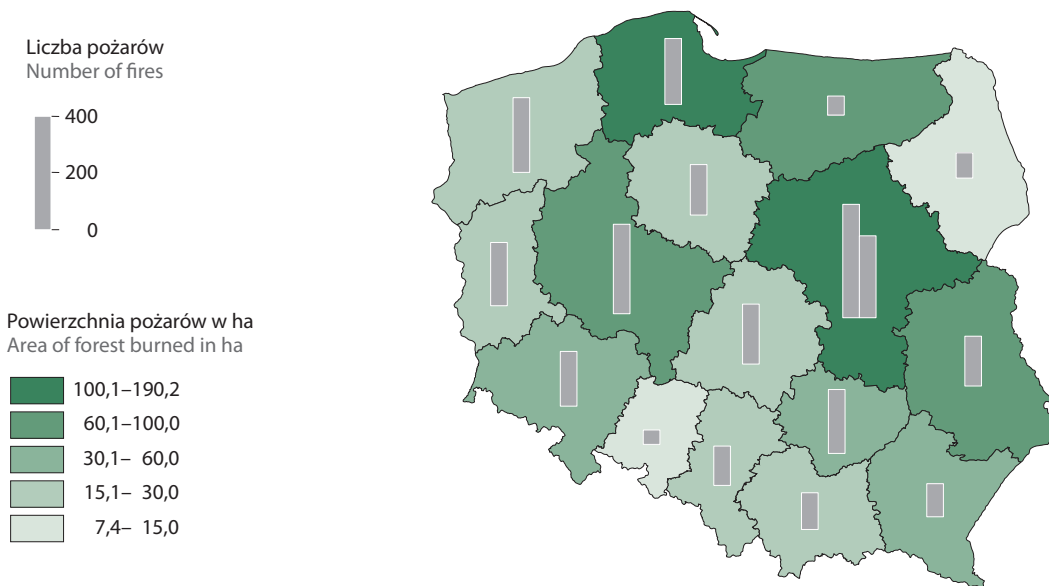 Liczba pożarów
Number of fires
400
200
0
Powierzchnia pożarów w ha
Area of forest burned in ha
100,1–190,2
60,1–100,0
30,1– 60,0
15,1– 30,0
7,4– 15,0